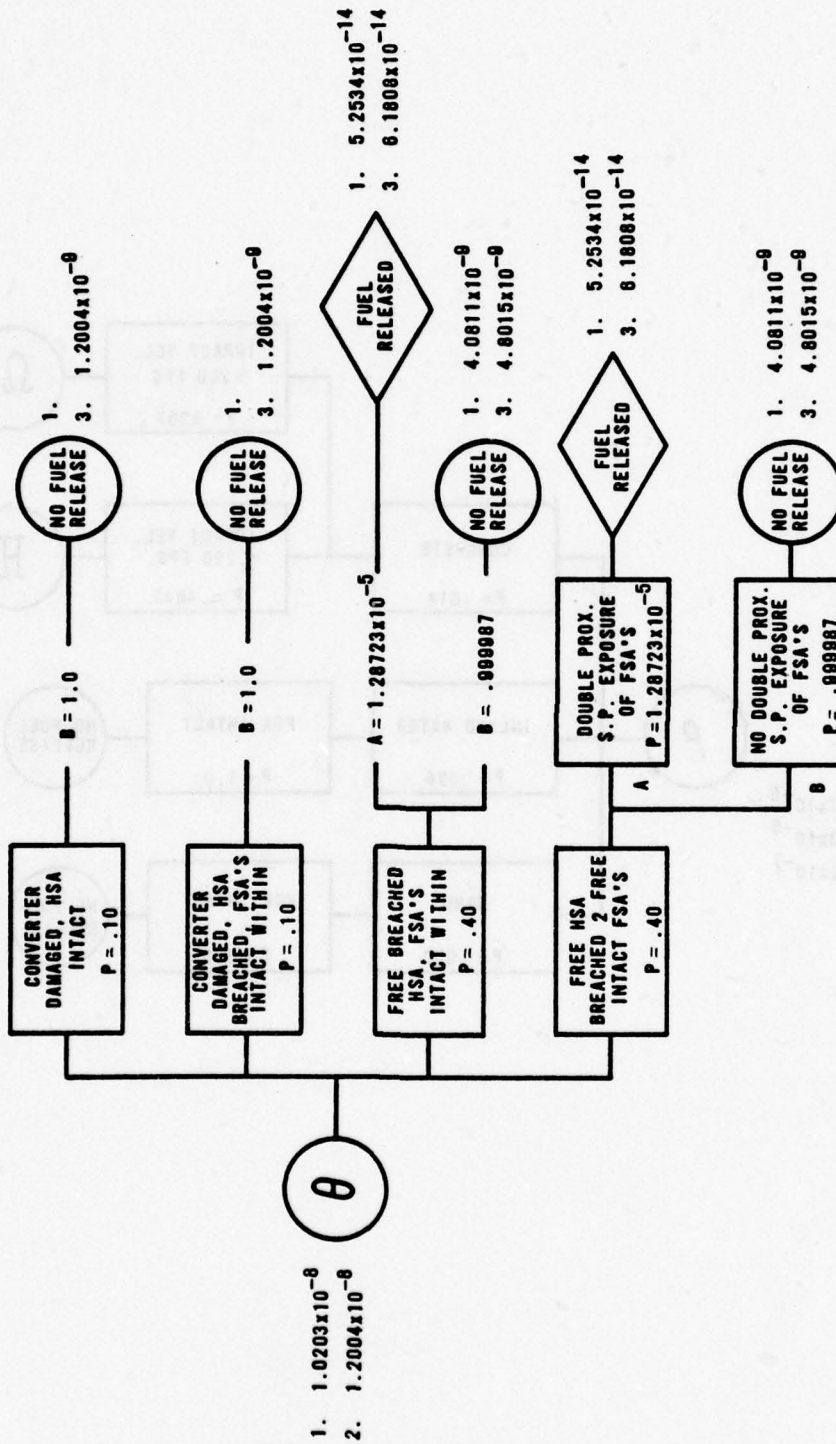 θ
1. 1.0203x10⁻⁸
2. 1.2004x10⁻⁸
CONVERTER
DAMAGED, HSA
INTACT
P = .10
B = 1.0
NO FUEL
RELEASE
1.
3. 1.2004x10⁻⁹
CONVERTER
DAMAGED, HSA
BREACHED, FSA'S
INTACT WITHIN
P = .10
B = 1.0
NO FUEL
RELEASE
1.
3. 1.2004x10⁻⁹
FREE BREACHED
HSA, FSA'S
INTACT WITHIN
P = .40
A = 1.28723x10⁻⁵
FUEL
RELEASED
1. 5.2534x10⁻¹⁴
3. 6.1808x10⁻¹⁴
B = .999987
NO FUEL
RELEASE
1. 4.0811x10⁻⁹
3. 4.8015x10⁻⁹
FREE HSA
BREACHED 2 FREE
INTACT FSA'S
P = .40
A
DOUBLE PROX.
S.P. EXPOSURE
OF FSA'S
P=1.28723x10⁻⁵
FUEL
RELEASED
1. 5.2534x10⁻¹⁴
3. 6.1808x10⁻¹⁴
B
NO DOUBLE PROX.
S.P. EXPOSURE
OF FSA'S
P = .999987
NO FUEL
RELEASE
1. 4.0811x10⁻⁹
3. 4.8015x10⁻⁹